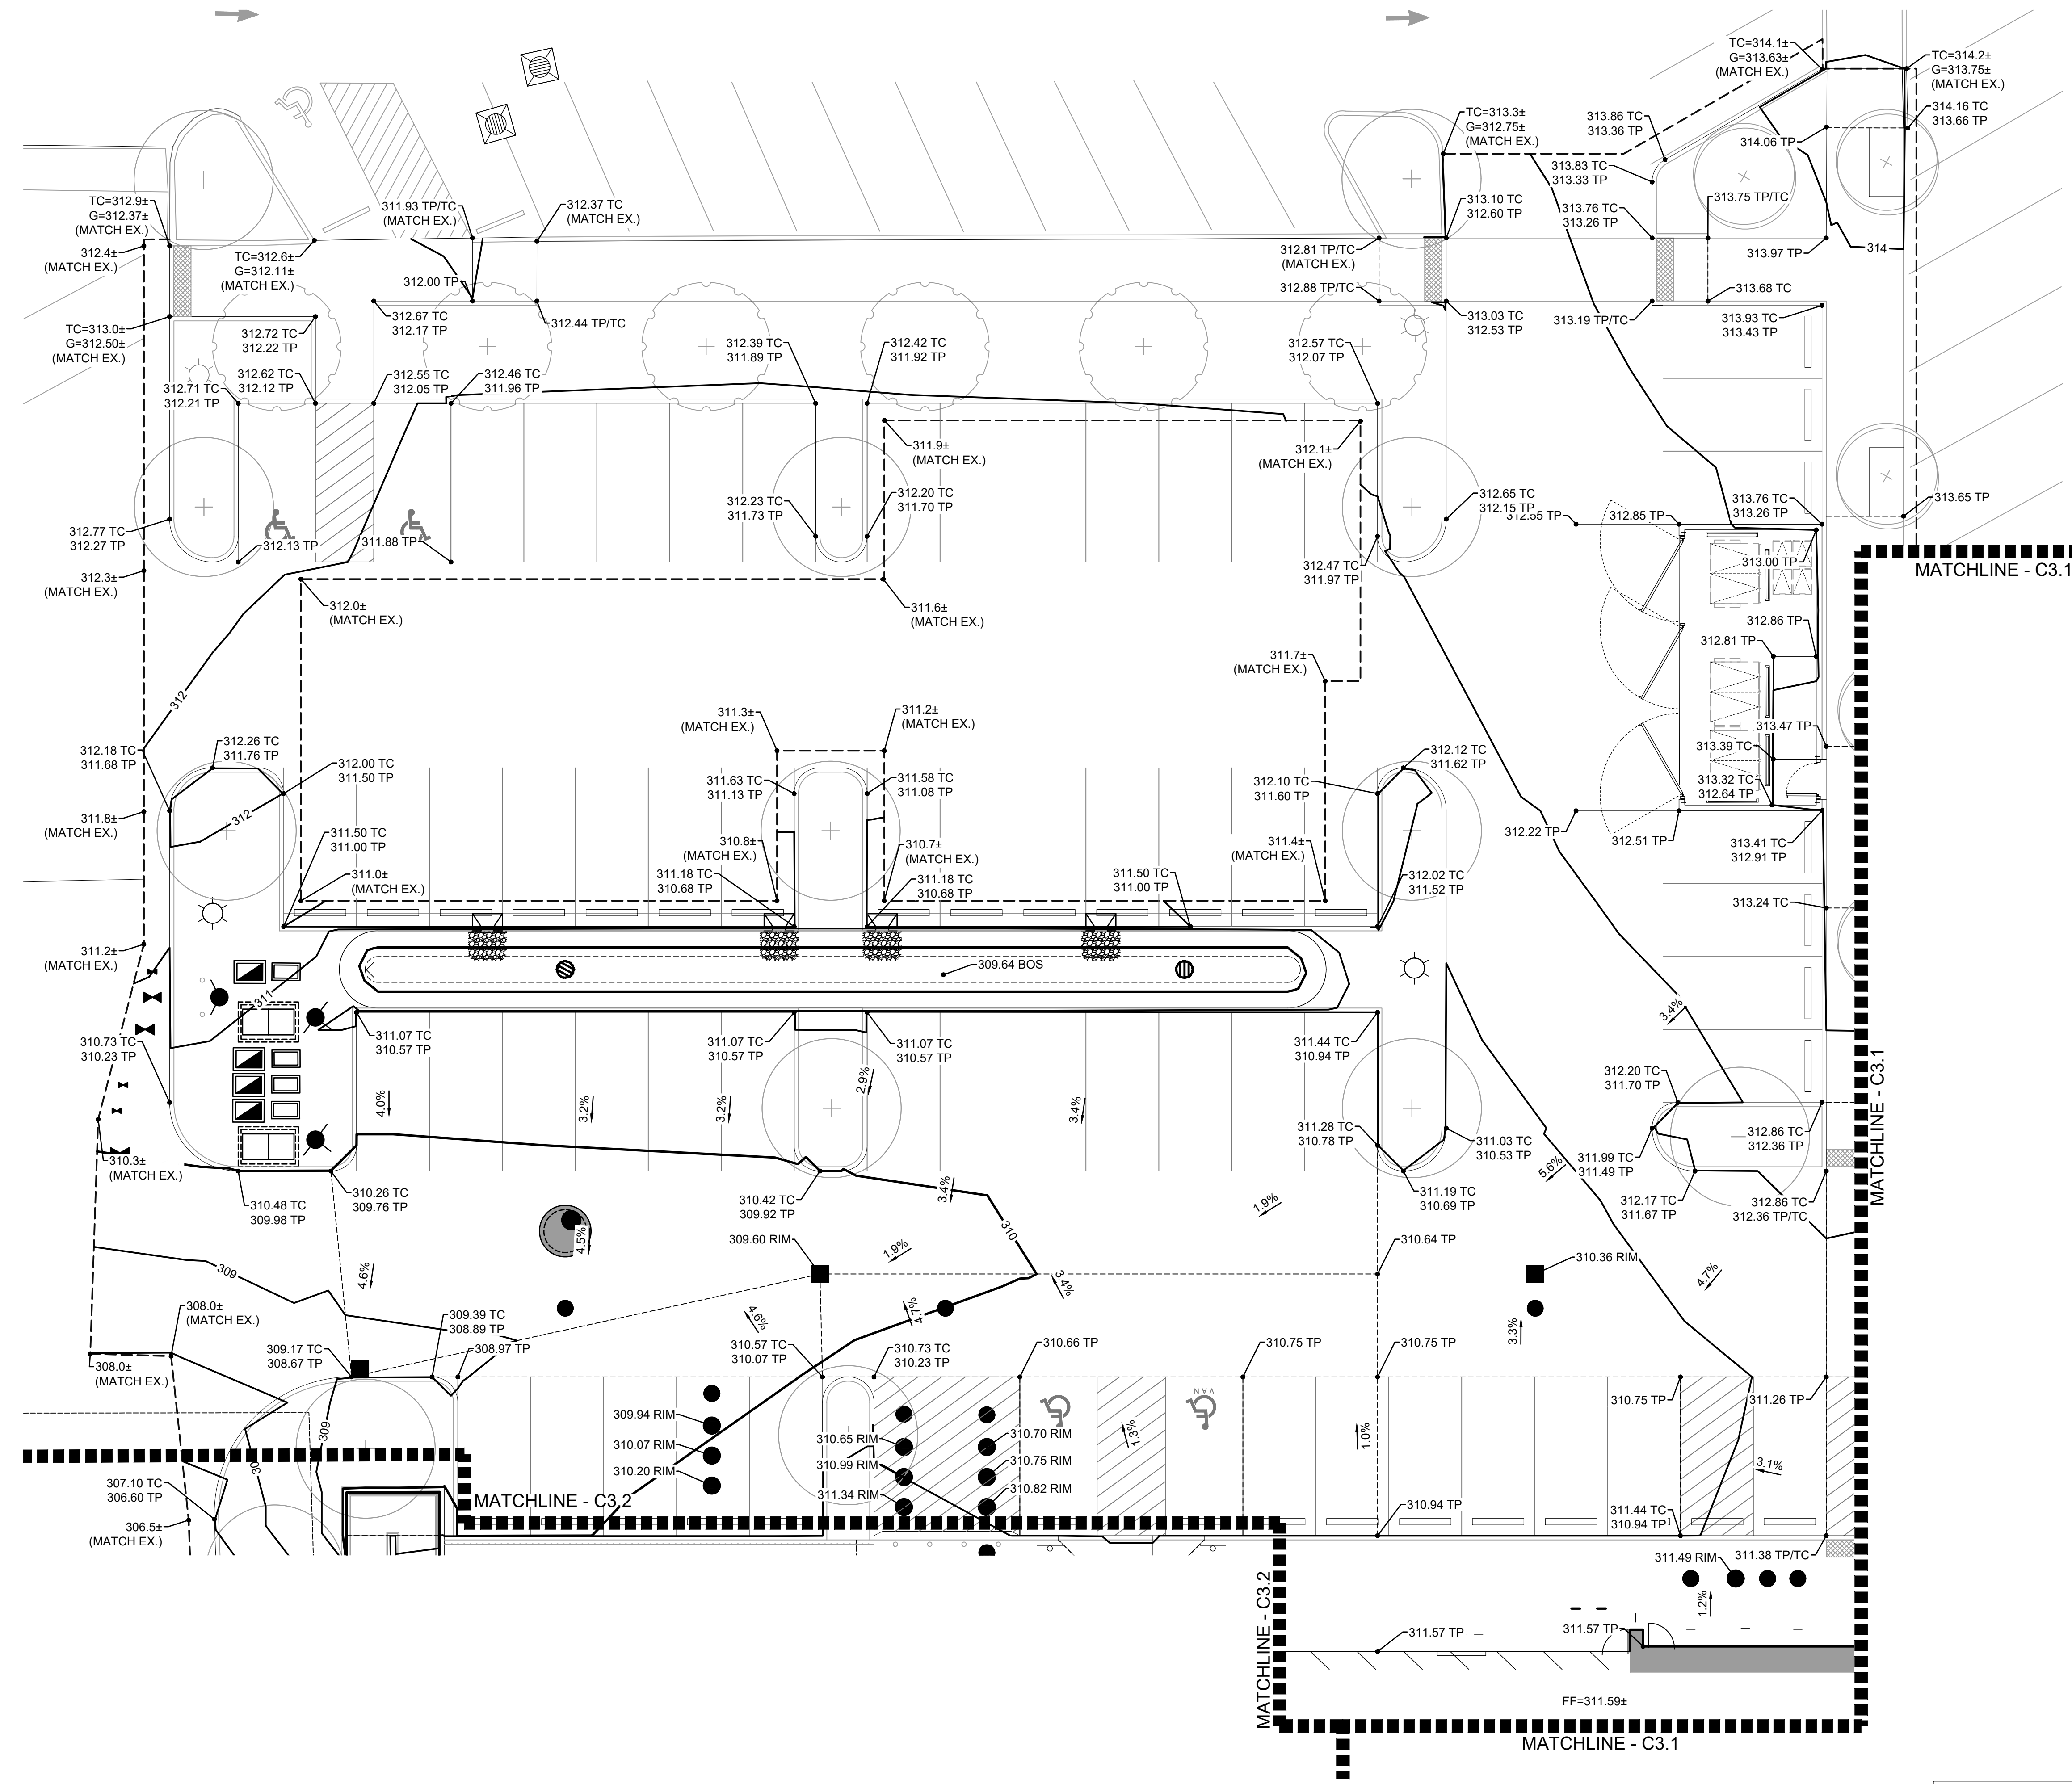 TC=314.1±
G=313.63±
(MATCH EX.)
TC=314.2±
G=313.75±
(MATCH EX.)
314.16 TC
313.66 TP
TC=313.3±
G=312.75±
(MATCH EX.)
313.86 TC
313.36 TP
314.06 TP
313.83 TC
313.33 TP
313.75 TP/TC
TC=312.9±
G=312.37±
(MATCH EX.)
311.93 TP/TC
(MATCH EX.)
312.37 TC
(MATCH EX.)
313.10 TC
312.60 TP
313.76 TC
313.26 TP
312.4±
(MATCH EX.)
TC=312.6±
G=312.11±
(MATCH EX.)
312.81 TP/TC
(MATCH EX.)
313.97 TP
314
312.00 TP
312.88 TP/TC
313.68 TC
TC=313.0±
G=312.50±
(MATCH EX.)
312.67 TC
312.17 TP
312.44 TP/TC
313.03 TC
312.53 TP
313.19 TP/TC
313.93 TC
313.43 TP
312.72 TC
312.22 TP
312.39 TC
311.89 TP
312.42 TC
311.92 TP
312.57 TC
312.07 TP
312.71 TC
312.21 TP
312.62 TC
312.12 TP
312.55 TC
312.05 TP
312.46 TC
311.96 TP
311.9±
(MATCH EX.)
312.1±
(MATCH EX.)
312.23 TC
311.73 TP
312.20 TC
311.70 TP
312.65 TC
312.15 TP
312.85 TP
313.76 TC
313.26 TP
313.65 TP
312.77 TC
312.27 TP
312.13 TP
311.88 TP
312.3±
(MATCH EX.)
312.47 TC
311.97 TP
313.00 TP
MATCHLINE - C3.1
312.0±
(MATCH EX.)
311.6±
(MATCH EX.)
312.86 TP
312.81 TP
311.7±
(MATCH EX.)
312
311.3±
(MATCH EX.)
311.2±
(MATCH EX.)
313.47 TP
313.39 TC
312.18 TC
311.68 TP
312.26 TC
311.76 TP
312.00 TC
311.50 TP
311.63 TC
311.13 TP
311.58 TC
311.08 TP
312.12 TC
311.62 TP
312.10 TC
311.60 TP
313.32 TC
312.64 TP
311.8±
(MATCH EX.)
312
311.50 TC
311.00 TP
310.8±
(MATCH EX.)
310.7±
(MATCH EX.)
311.4±
(MATCH EX.)
312.22 TP
312.51 TP
313.41 TC
312.91 TP
311.0±
(MATCH EX.)
311.18 TC
310.68 TP
311.18 TC
310.68 TP
311.50 TC
311.00 TP
312.02 TC
311.52 TP
313.24 TC
311.2±
(MATCH EX.)
309.64 BOS
311
3.4%
310.73 TC
310.23 TP
311.07 TC
310.57 TP
311.07 TC
310.57 TP
311.07 TC
310.57 TP
311.44 TC
310.94 TP
4.0%
3.2%
3.2%
2.9%
3.4%
312.20 TC
311.70 TP
MATCHLINE - C3.1
311.28 TC
310.78 TP
311.03 TC
310.53 TP
312.86 TC
312.36 TP
310.3±
(MATCH EX.)
5.6%
311.99 TC
311.49 TP
310.48 TC
309.98 TP
310.26 TC
309.76 TP
310.42 TC
309.92 TP
3.4%
1.9%
311.19 TC
310.69 TP
312.17 TC
311.67 TP
312.86 TC
312.36 TP/TC
309.60 RIM
4.5%
1.9%
310
310.64 TP
310.36 RIM
309
4.6%
3.4%
4.7%
308.0±
(MATCH EX.)
309.39 TC
308.89 TP
4.6%
4.7%
3.3%
309.17 TC
308.67 TP
308.97 TP
310.57 TC
310.07 TP
310.73 TC
310.23 TP
310.66 TP
310.75 TP
310.75 TP
308.0±
(MATCH EX.)
VAN
310.75 TP
311.26 TP
309.94 RIM
310.07 RIM
310.20 RIM
309
310.65 RIM
310.99 RIM
311.34 RIM
310.70 RIM
310.75 RIM
310.82 RIM
1.3%
1.0%
3.1%
307.10 TC
306.60 TP
MATCHLINE - C3.2
310.94 TP
311.44 TC
310.94 TP
306.5±
(MATCH EX.)
311.49 RIM
311.38 TP/TC
1.2%
MATCHLINE - C3.2
311.57 TP
311.57 TP
FF=311.59±
MATCHLINE - C3.1